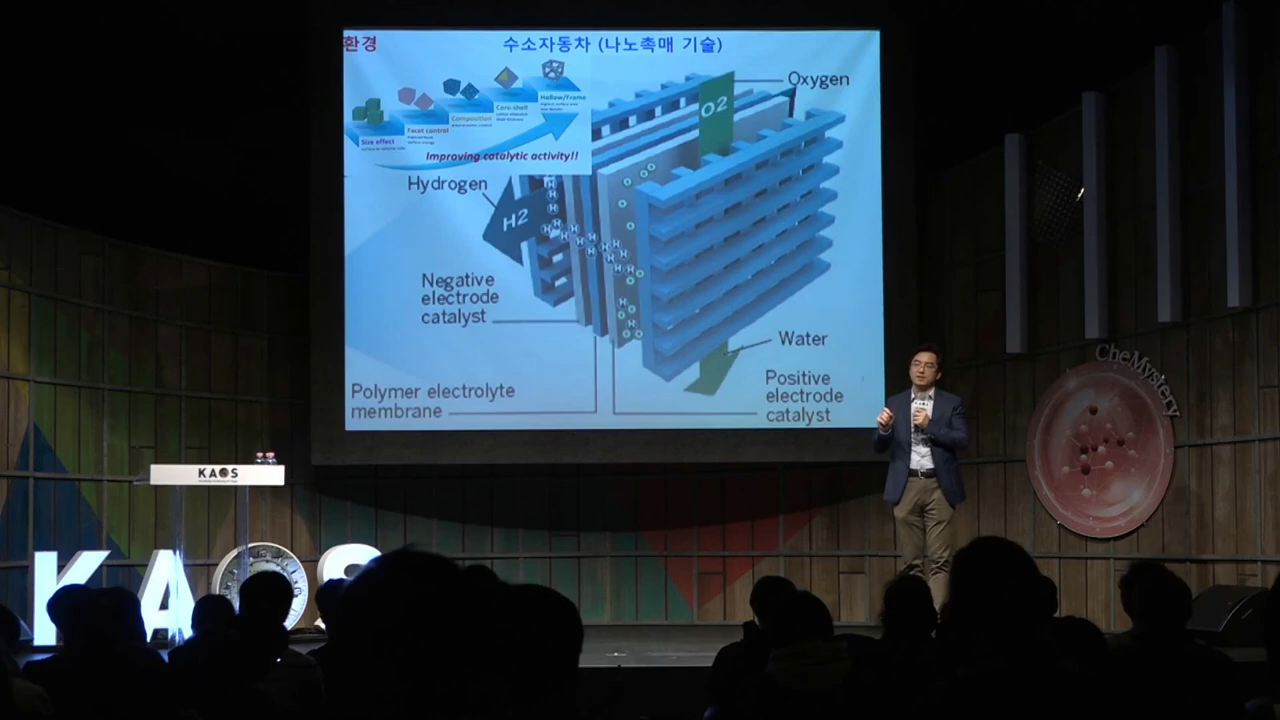 환경
수소자동차 (나노촉매 기술)
Size effect
Facet control
Composition
Core-shell
Hollow/Frame
Improving catalytic activity!!
Oxygen
O2
Hydrogen
H2
Negative
electrode
catalyst
Water
Polymer electrolyte
membrane
Positive
electrode
catalyst
CheMystery
KAOS
KAOS